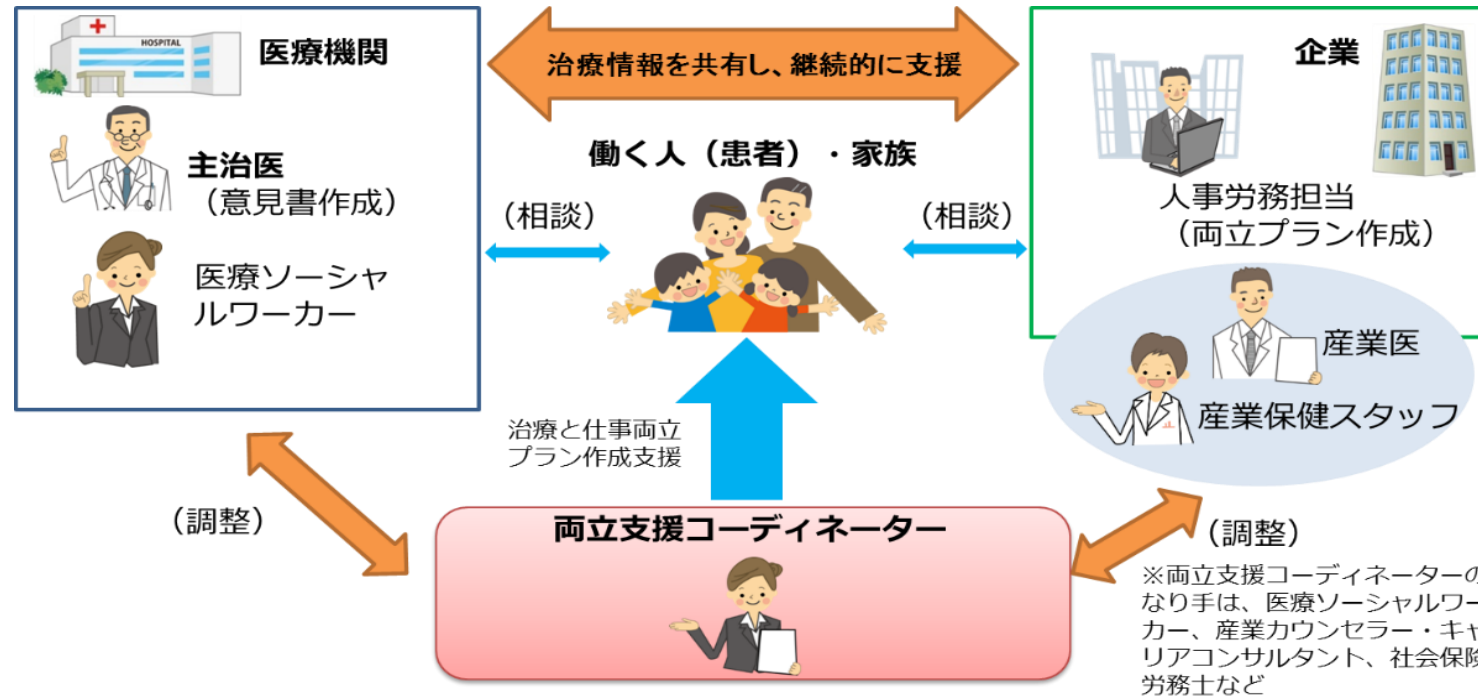 HOSPITAL
医療機関
治療情報を共有し、継続的に支援
企業
主治医
（意見書作成）
医療ソーシャ
ルワーカー
働く人（患者）・家族
（相談）
（相談）
人事労務担当
（両立プラン作成）
産業医
産業保健スタッフ
治療と仕事両立
プラン作成支援
（調整）
両立支援コーディネーター
（調整）
※両立支援コーディネーターの
なり手は、医療ソーシャルワー
カー、産業カウンセラー・キャ
リアコンサルタント、社会保険
労務士など